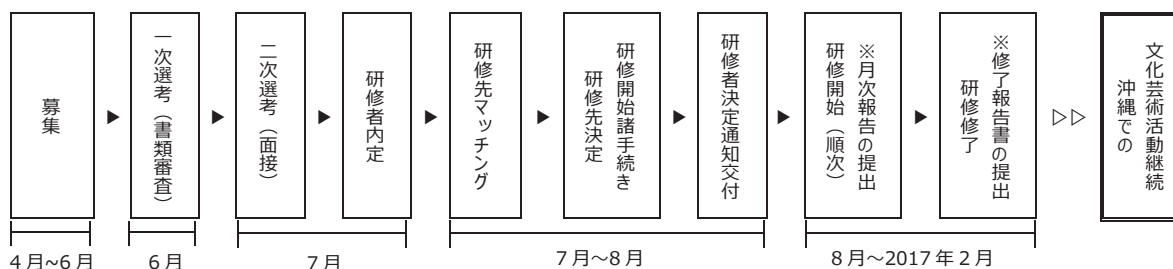 募集
▶
一次選考（書類審査）
▶
二次選考（面接）
▶
研修者内定
▶
研修先マッチング
▶
研修先決定
研修開始諸手続き
▶
研修者決定通知交付
▶
研修開始（順次）
※月次報告の提出
▶
研修修了
※修了報告書の提出
▷▷
沖縄での
文化芸術活動継続
4月~6月
6月
7月
7月～8月
8月～2017年2月